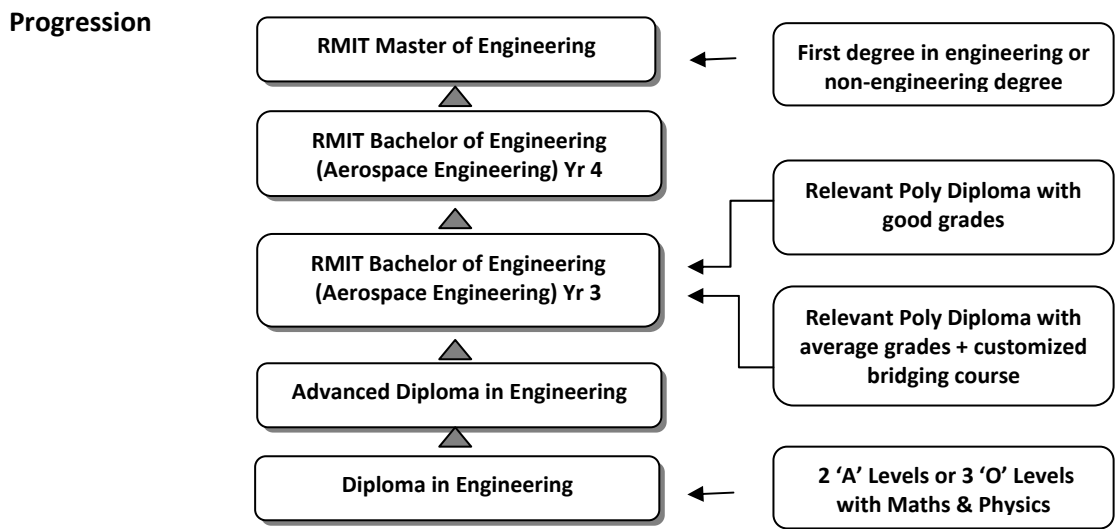 Progression
RMIT Master of Engineering
First degree in engineering or
non-engineering degree
RMIT Bachelor of Engineering
(Aerospace Engineering) Yr 4
Relevant Poly Diploma with
good grades
RMIT Bachelor of Engineering
(Aerospace Engineering) Yr 3
Relevant Poly Diploma with
average grades + customized
bridging course
Advanced Diploma in Engineering
Diploma in Engineering
2 ‘A’ Levels or 3 ‘O’ Levels
with Maths & Physics